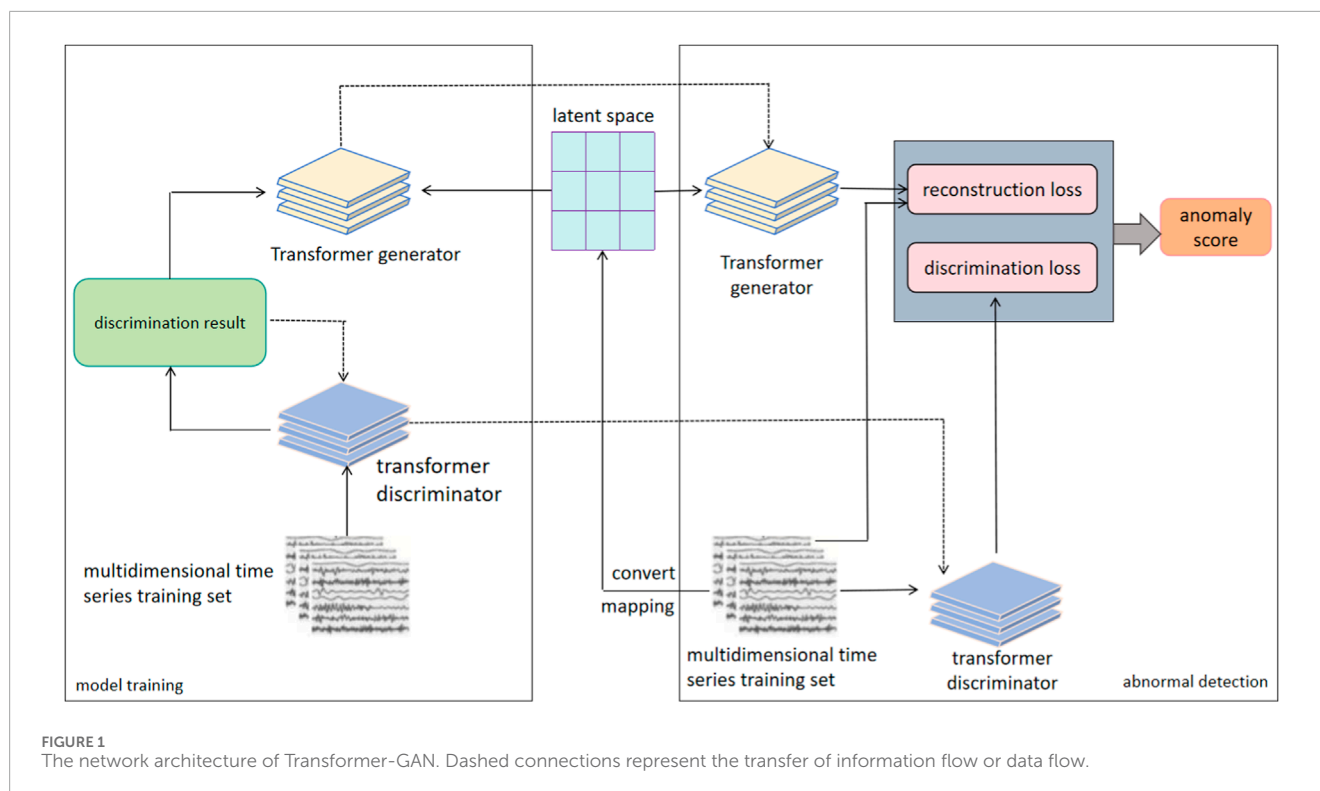 latent space
Transformer generator
Transformer
generator
reconstruction loss
discrimination loss
anomaly
score
discrimination result
transformer
discriminator
multidimensional time
series training set
convert
mapping
multidimensional time
series training set
transformer
discriminator
model training
abnormal detection
FIGURE 1
The network architecture of Transformer-GAN. Dashed connections represent the transfer of information flow or data flow.